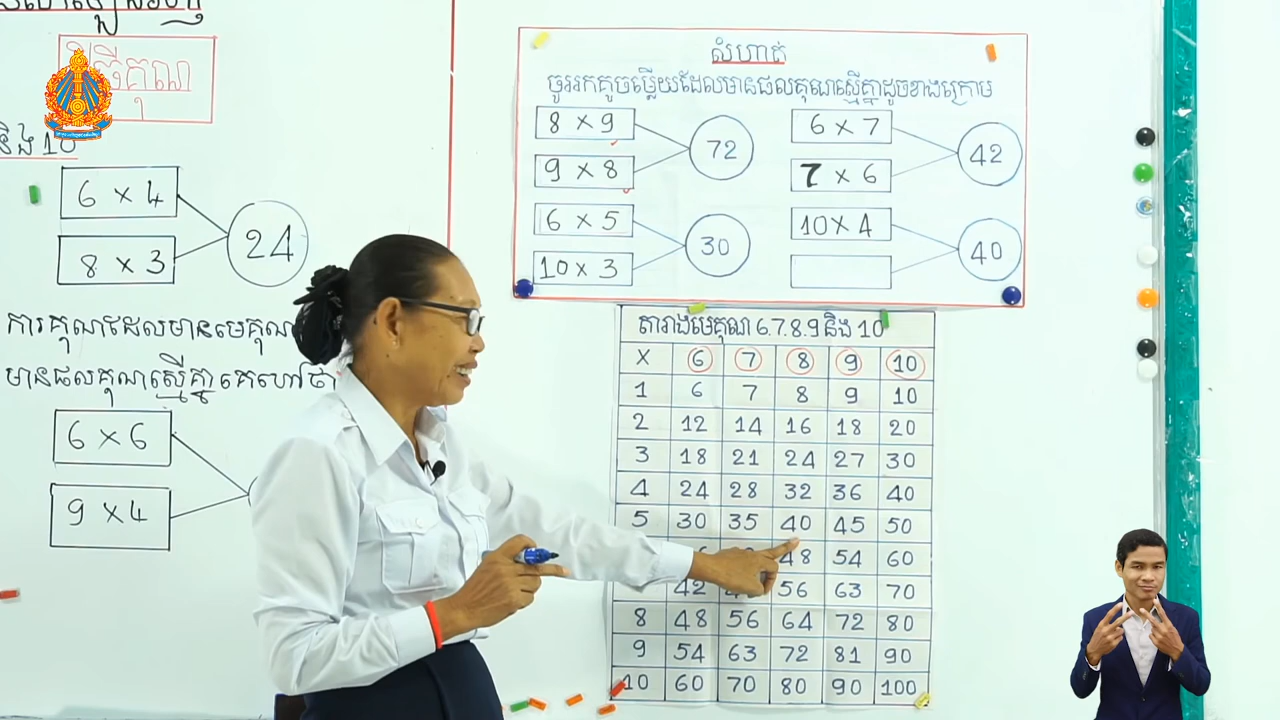 វិធីគុណ
និង 10
6 × 4
24
8 × 3
ការគុណដែលមានមេគុណ
មានផលគុណស្មើគ្នា គេហៅថា
6 × 6
9 × 4
សំហាត់
ចូររកគូចម្លើយដែលមានផលគុណស្មើគ្នាដូចខាងក្រោម
8 × 9
72
9 × 8
6 × 5
30
10 × 3
6 × 7
42
7 × 6
10 × 4
40
តារាងមេគុណ 6.7.8.9 និង 10
× 6 7 8 9 10
1 6 7 8 9 10
2 12 14 16 18 20
3 18 21 24 27 30
4 24 28 32 36 40
5 30 35 40 45 50
48 54 60
42 56 63 70
8 48 56 64 72 80
9 54 63 72 81 90
10 60 70 80 90 100